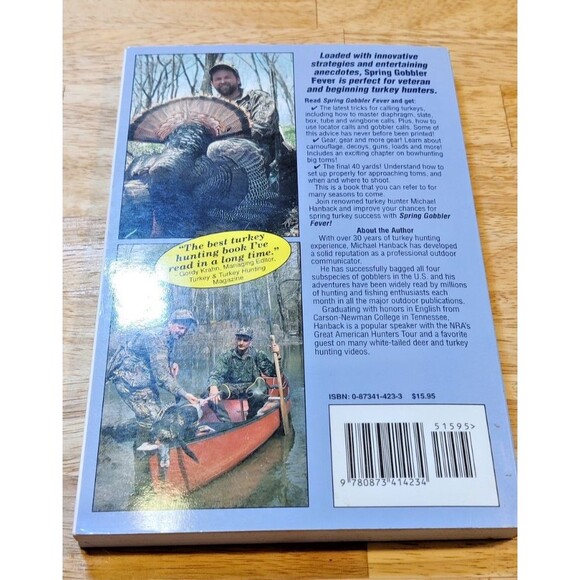 Loaded with innovative
strategies and entertaining
anecdotes, Spring Gobbler
Fever is perfect for veteran
and beginning turkey hunters.
Read Spring Gobbler Fever and get:
✔ The latest tricks for calling turkeys,
including how to master diaphragm, slate,
box, tube and wingbone calls. Plus, how to
use locator calls and gobbler calls. Some of
this advice has never before been printed!
✔ Gear, gear and more gear! Learn about
camouflage, decoys, guns, loads and more!
Includes an exciting chapter on bowhunting
big toms!
✔ The final 40 yards! Understand how to
set up properly for approaching toms, and
when and where to shoot.
This is a book that you can refer to for
many seasons to come.
Join renowned turkey hunter Michael
Hanback and improve your chances for
spring turkey success with Spring Gobbler
Fever!
About the Author
With over 30 years of turkey hunting
experience, Michael Hanback has developed
a solid reputation as a professional outdoor
communicator.
He has successfully bagged all four
subspecies of gobblers in the U.S. and his
adventures have been widely read by millions
of hunting and fishing enthusiasts each
month in all the major outdoor publications.
Graduating with honors in English from
Carson-Newman College in Tennessee,
Hanback is a popular speaker with the NRA's
Great American Hunters Tour and a favorite
guest on many white-tailed deer and turkey
hunting videos.
"The best turkey
hunting book I've
read in a long time."
Gordy Krahn, Managing Editor,
Turkey & Turkey Hunting
Magazine
ISBN: 0-87341-423-3 $15.95
51595>
9 780873 414234